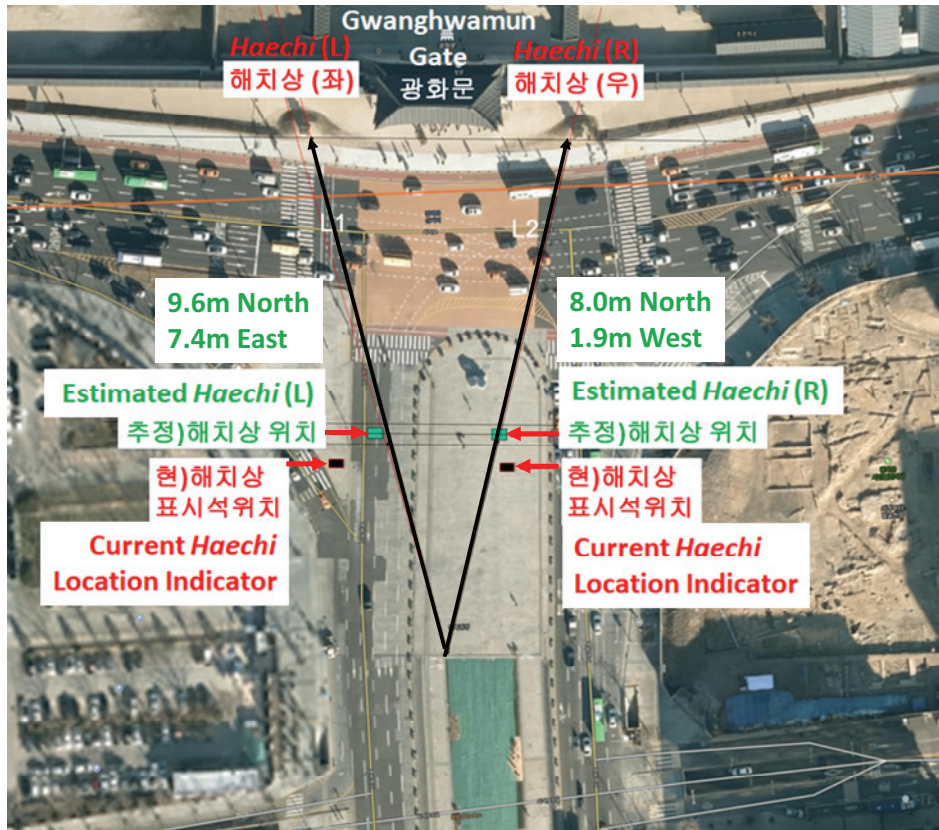 Gwanghwamun
Gate
광화문
Haechi (L)
해치상 (좌)
Haechi (R)
해치상 (우)
L1
L2
9.6m North
7.4m East
8.0m North
1.9m West
Estimated Haechi (L)
추정)해치상 위치
Estimated Haechi (R)
추정)해치상 위치
현)해치상
표시석위치
현)해치상
표시석위치
Current Haechi
Location Indicator
Current Haechi
Location Indicator